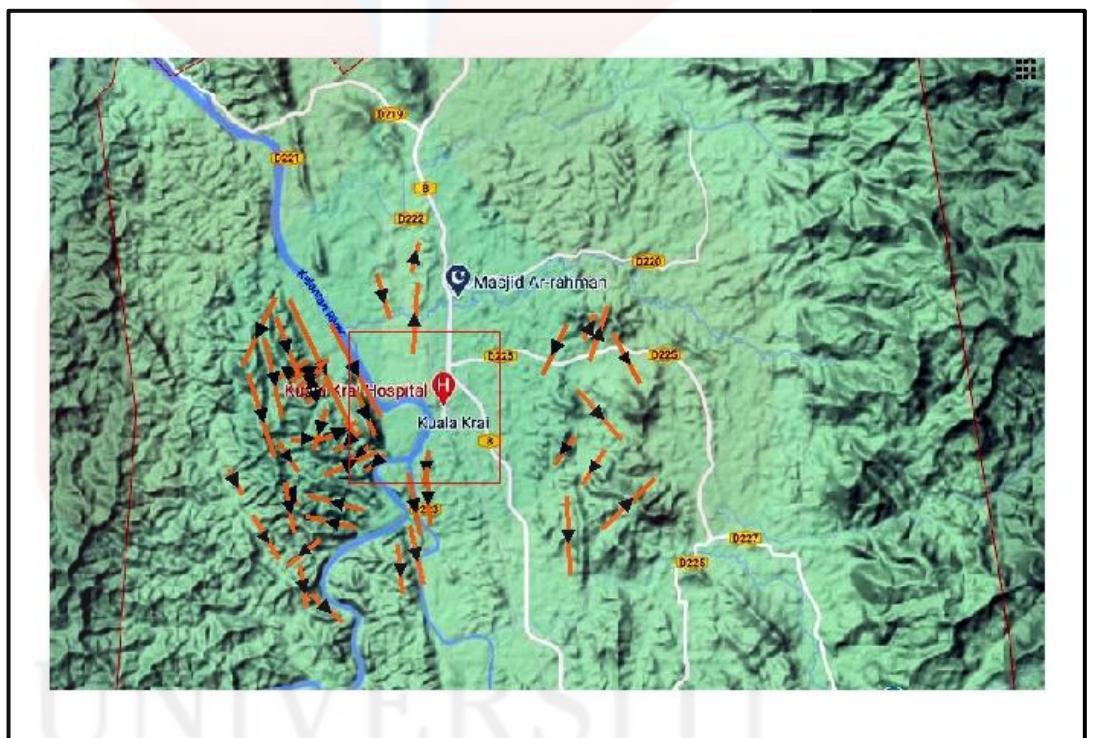 D219
D221
8
D222
Masjid Ar-rahman
D220
Kelantan River
D225
D225
Kuala Krai Hospital
H
Kuala Krai
8
D227
D225
UNIVERSITI